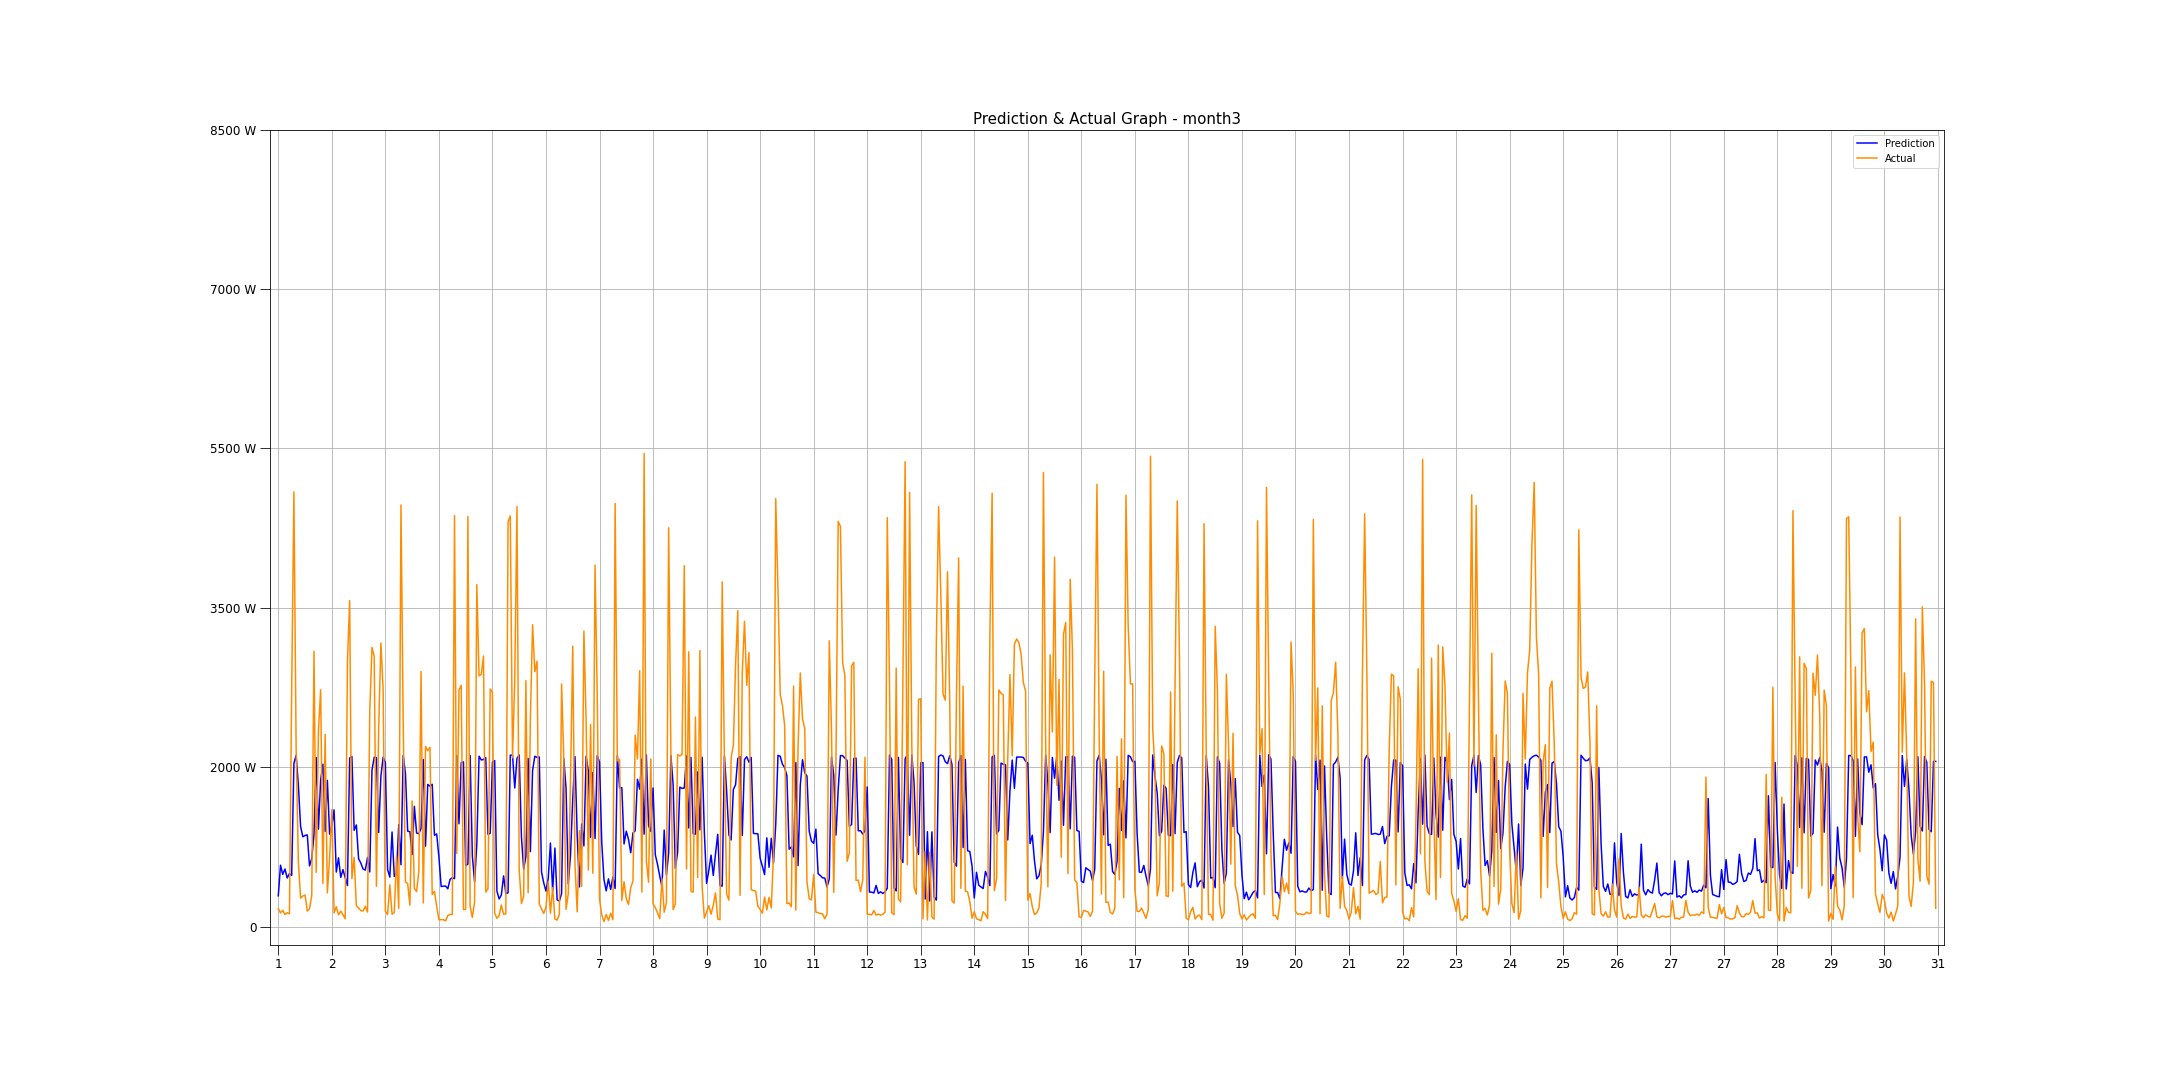 Prediction & Actual Graph - month3
8500 W
Prediction
Actual
7000 W
5500 W
3500 W
2000 W
0
1 2 3 4 5 6 7 8 9 10 11 12 13 14 15 16 17 18 19 20 21 22 23 24 25 26 27 27 28 29 30 31